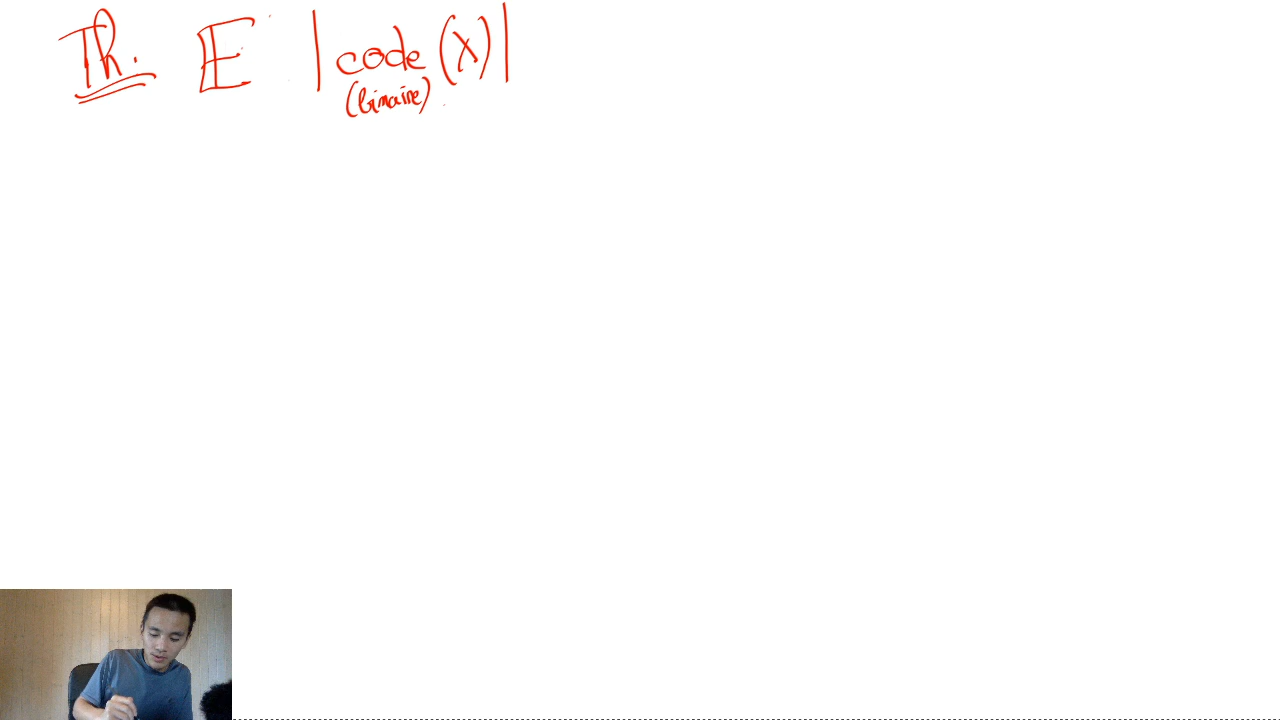 Th. 𝔼 |code(X)|
(binaire)